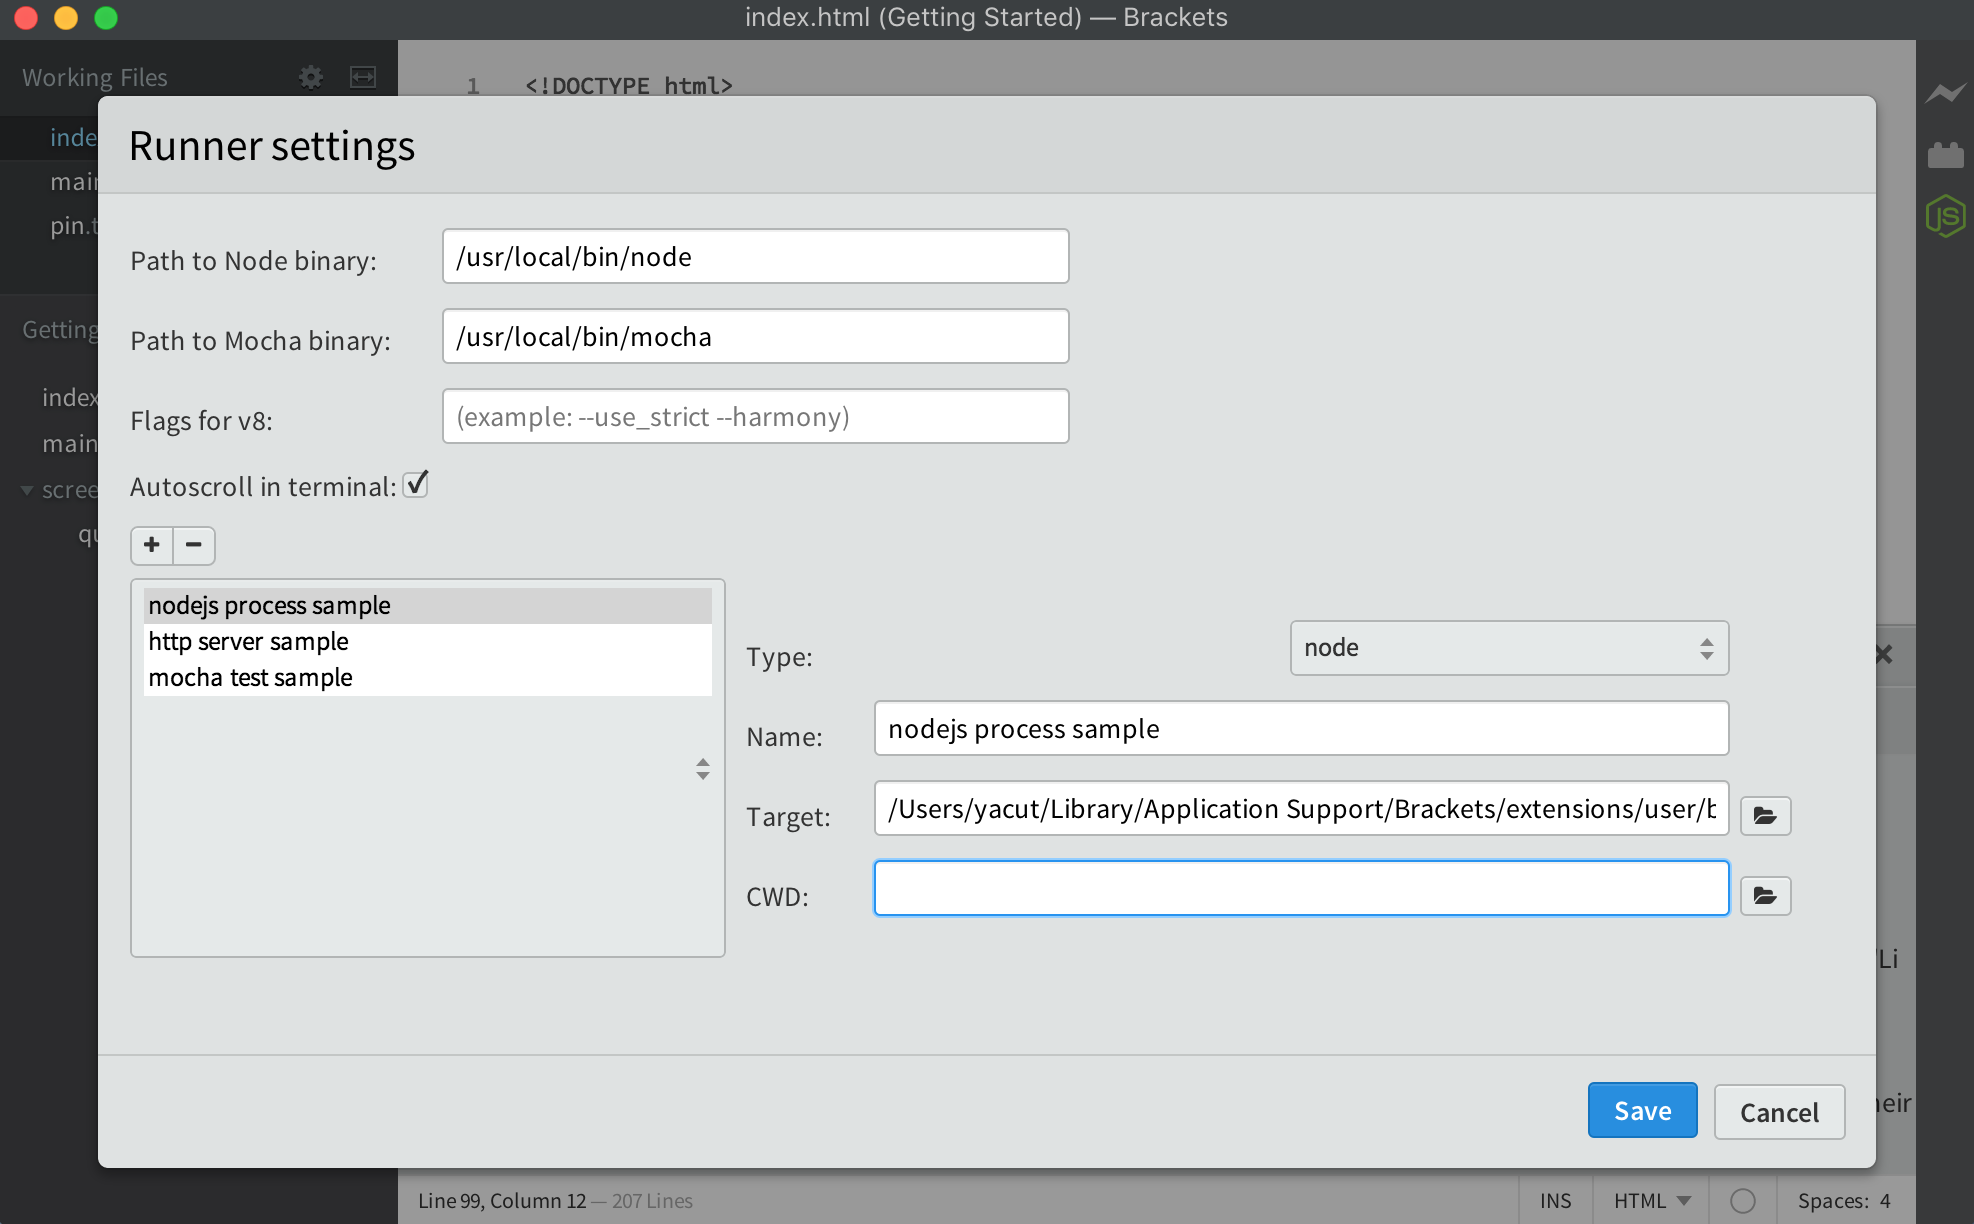 index.html (Getting Started) — Brackets
Working Files
1 <!DOCTYPE html>
inde
main
pin.t
Getting
index
main
scree
qu
Runner settings
Path to Node binary: /usr/local/bin/node
Path to Mocha binary: /usr/local/bin/mocha
Flags for v8: (example: --use_strict --harmony)
Autoscroll in terminal:
+ −
nodejs process sample
http server sample
mocha test sample
Type: node
Name: nodejs process sample
Target: /Users/yacut/Library/Application Support/Brackets/extensions/user/b
CWD:
Save Cancel
JS
Li
heir
Line 99, Column 12 — 207 Lines
INS HTML Spaces: 4